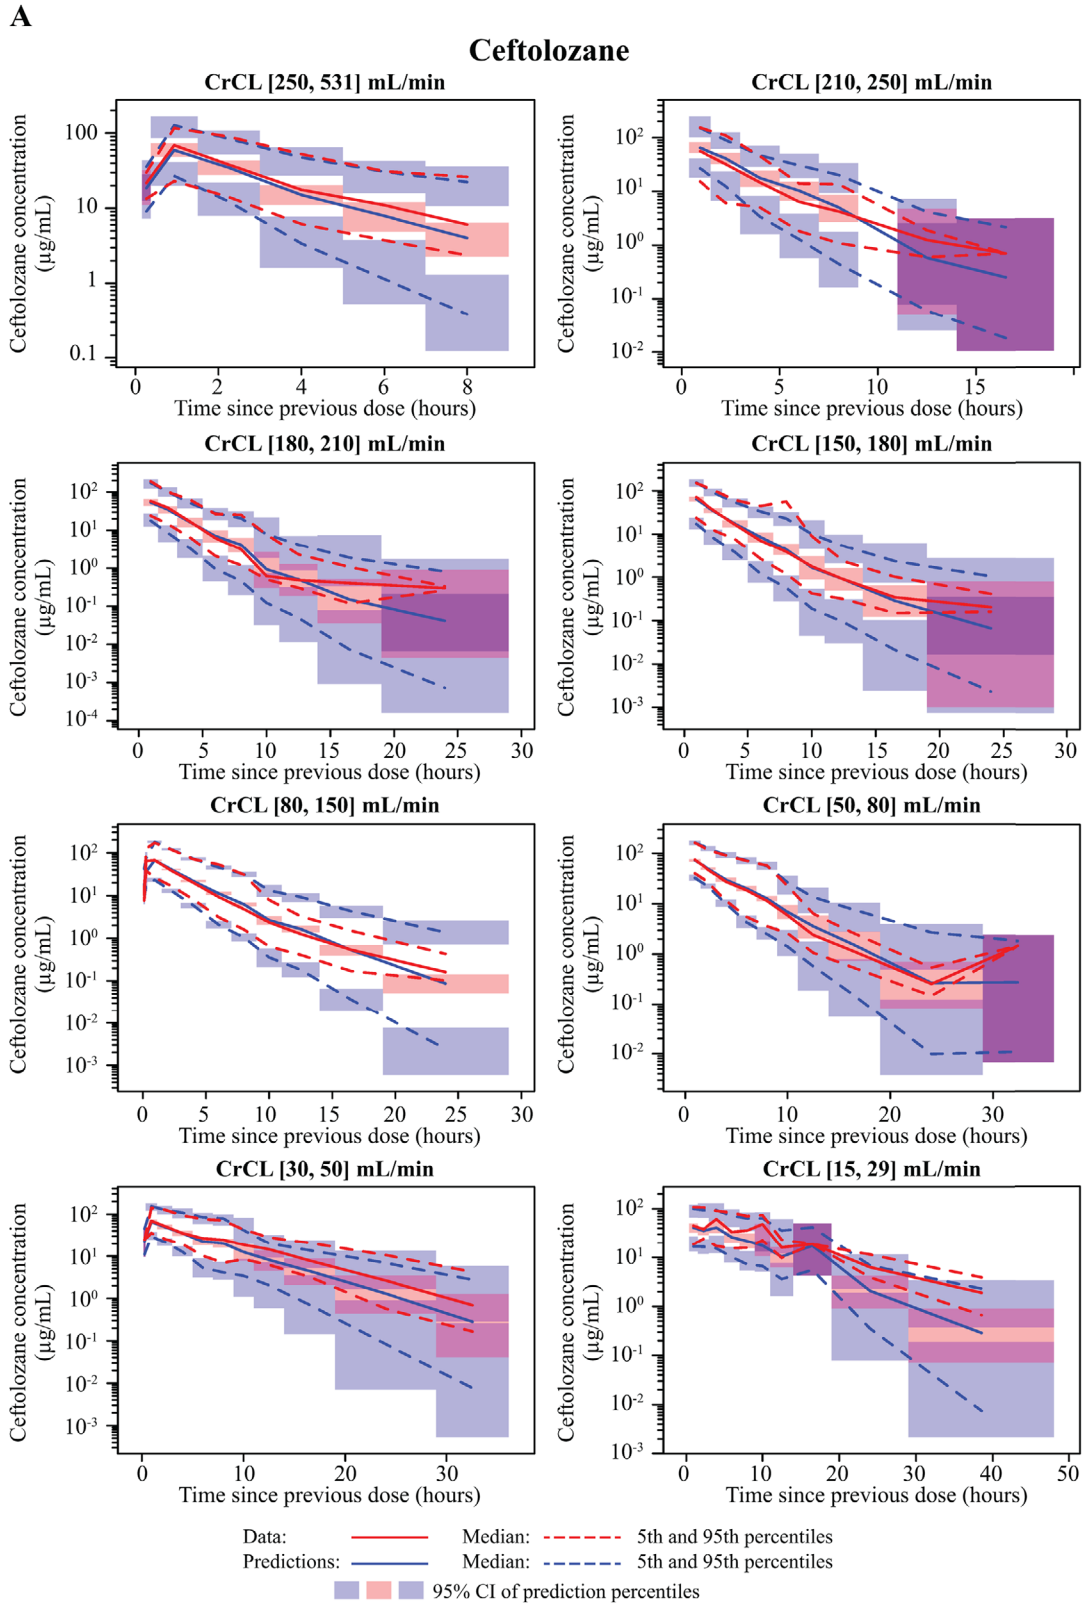 A
Ceftolozane
CrCL [250, 531] mL/min
Ceftolozane concentration
(µg/mL)
100
10
1
0.1
0 2 4 6 8
Time since previous dose (hours)
CrCL [210, 250] mL/min
Ceftolozane concentration
(µg/mL)
10²
10¹
10⁰
10⁻¹
10⁻²
0 5 10 15
Time since previous dose (hours)
CrCL [180, 210] mL/min
Ceftolozane concentration
(µg/mL)
10²
10¹
10⁰
10⁻¹
10⁻²
10⁻³
10⁻⁴
0 5 10 15 20 25 30
Time since previous dose (hours)
CrCL [150, 180] mL/min
Ceftolozane concentration
(µg/mL)
10²
10¹
10⁰
10⁻¹
10⁻²
10⁻³
0 5 10 15 20 25 30
Time since previous dose (hours)
CrCL [80, 150] mL/min
Ceftolozane concentration
(µg/mL)
10²
10¹
10⁰
10⁻¹
10⁻²
10⁻³
0 5 10 15 20 25 30
Time since previous dose (hours)
CrCL [50, 80] mL/min
Ceftolozane concentration
(µg/mL)
10²
10¹
10⁰
10⁻¹
10⁻²
0 10 20 30
Time since previous dose (hours)
CrCL [30, 50] mL/min
Ceftolozane concentration
(µg/mL)
10²
10¹
10⁰
10⁻¹
10⁻²
10⁻³
0 10 20 30
Time since previous dose (hours)
CrCL [15, 29] mL/min
Ceftolozane concentration
(µg/mL)
10²
10¹
10⁰
10⁻¹
10⁻²
10⁻³
0 10 20 30 40 50
Time since previous dose (hours)
Data: Median: 5th and 95th percentiles
Predictions: Median: 5th and 95th percentiles
95% CI of prediction percentiles